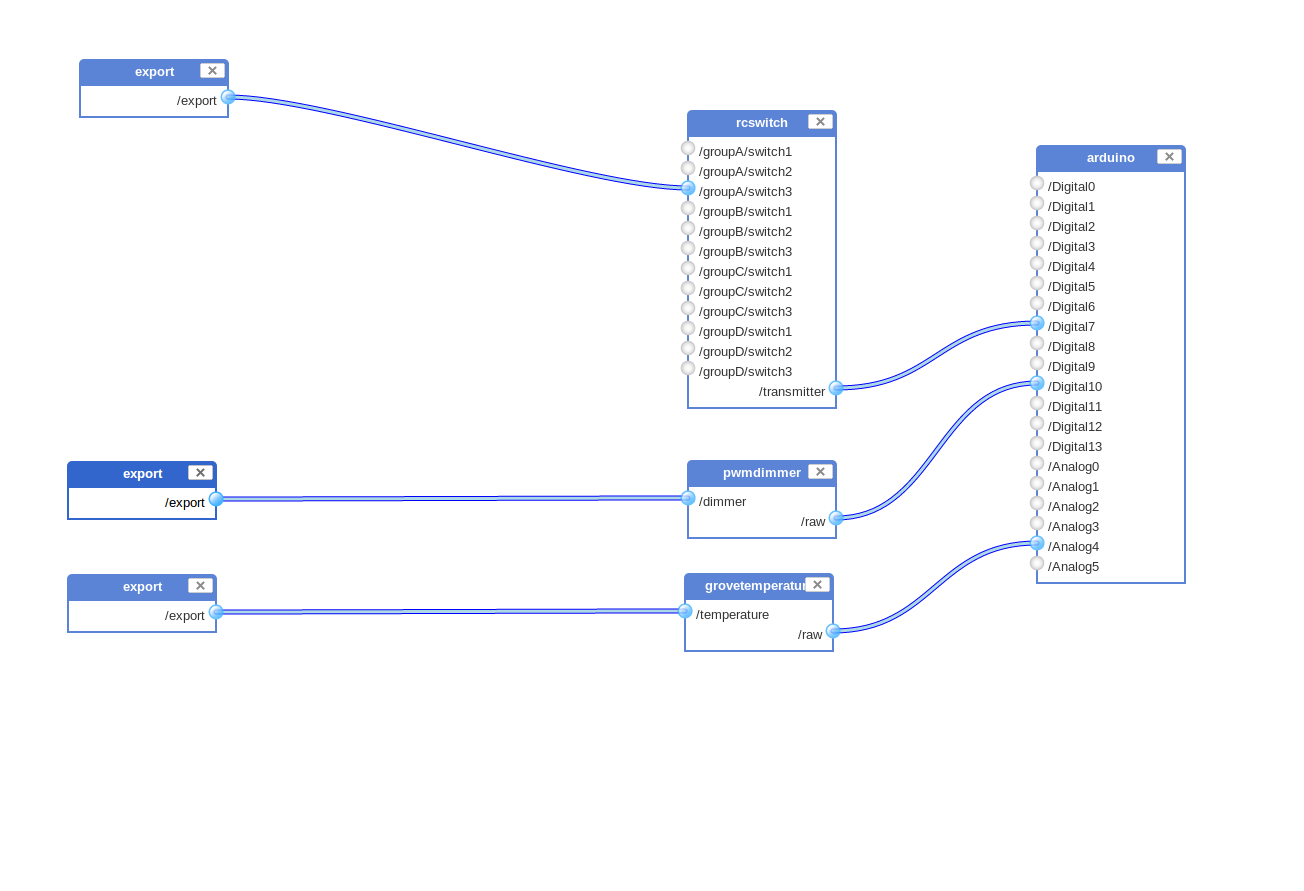 export
/export
rcswitch
/groupA/switch1
/groupA/switch2
/groupA/switch3
/groupB/switch1
/groupB/switch2
/groupB/switch3
/groupC/switch1
/groupC/switch2
/groupC/switch3
/groupD/switch1
/groupD/switch2
/groupD/switch3
/transmitter
arduino
/Digital0
/Digital1
/Digital2
/Digital3
/Digital4
/Digital5
/Digital6
/Digital7
/Digital8
/Digital9
/Digital10
/Digital11
/Digital12
/Digital13
/Analog0
/Analog1
/Analog2
/Analog3
/Analog4
/Analog5
export
/export
pwmdimmer
/dimmer
/raw
export
/export
grovetemperatur
/temperature
/raw